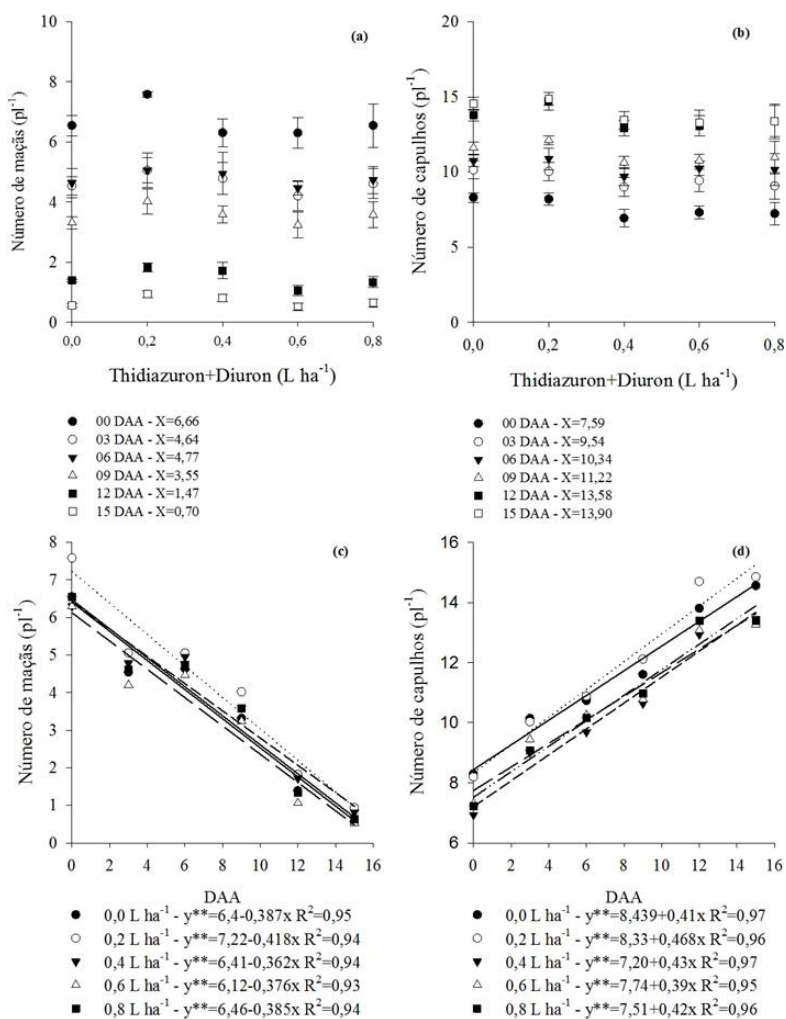 (a)
Número de maçãs (pl⁻¹)
10
8
6
4
2
0
0,0 0,2 0,4 0,6 0,8
Thidiazuron+Diuron (L ha⁻¹)
(b)
Número de capulhos (pl⁻¹)
20
15
10
5
0
0,0 0,2 0,4 0,6 0,8
Thidiazuron+Diuron (L ha⁻¹)
00 DAA - X=6,66
03 DAA - X=4,64
06 DAA - X=4,77
09 DAA - X=3,55
12 DAA - X=1,47
15 DAA - X=0,70
00 DAA - X=7,59
03 DAA - X=9,54
06 DAA - X=10,34
09 DAA - X=11,22
12 DAA - X=13,58
15 DAA - X=13,90
(c)
Número de maçãs (pl⁻¹)
8
7
6
5
4
3
2
1
0
0 2 4 6 8 10 12 14 16
DAA
(d)
Número de capulhos (pl⁻¹)
16
14
12
10
8
6
0 2 4 6 8 10 12 14 16
DAA
0,0 L ha⁻¹ - y**=6,4-0,387x R²=0,95
0,2 L ha⁻¹ - y**=7,22-0,418x R²=0,94
0,4 L ha⁻¹ - y**=6,41-0,362x R²=0,94
0,6 L ha⁻¹ - y**=6,12-0,376x R²=0,93
0,8 L ha⁻¹ - y**=6,46-0,385x R²=0,94
0,0 L ha⁻¹ - y**=8,439+0,41x R²=0,97
0,2 L ha⁻¹ - y**=8,33+0,468x R²=0,96
0,4 L ha⁻¹ - y**=7,20+0,43x R²=0,97
0,6 L ha⁻¹ - y**=7,74+0,39x R²=0,95
0,8 L ha⁻¹ - y**=7,51+0,42x R²=0,96